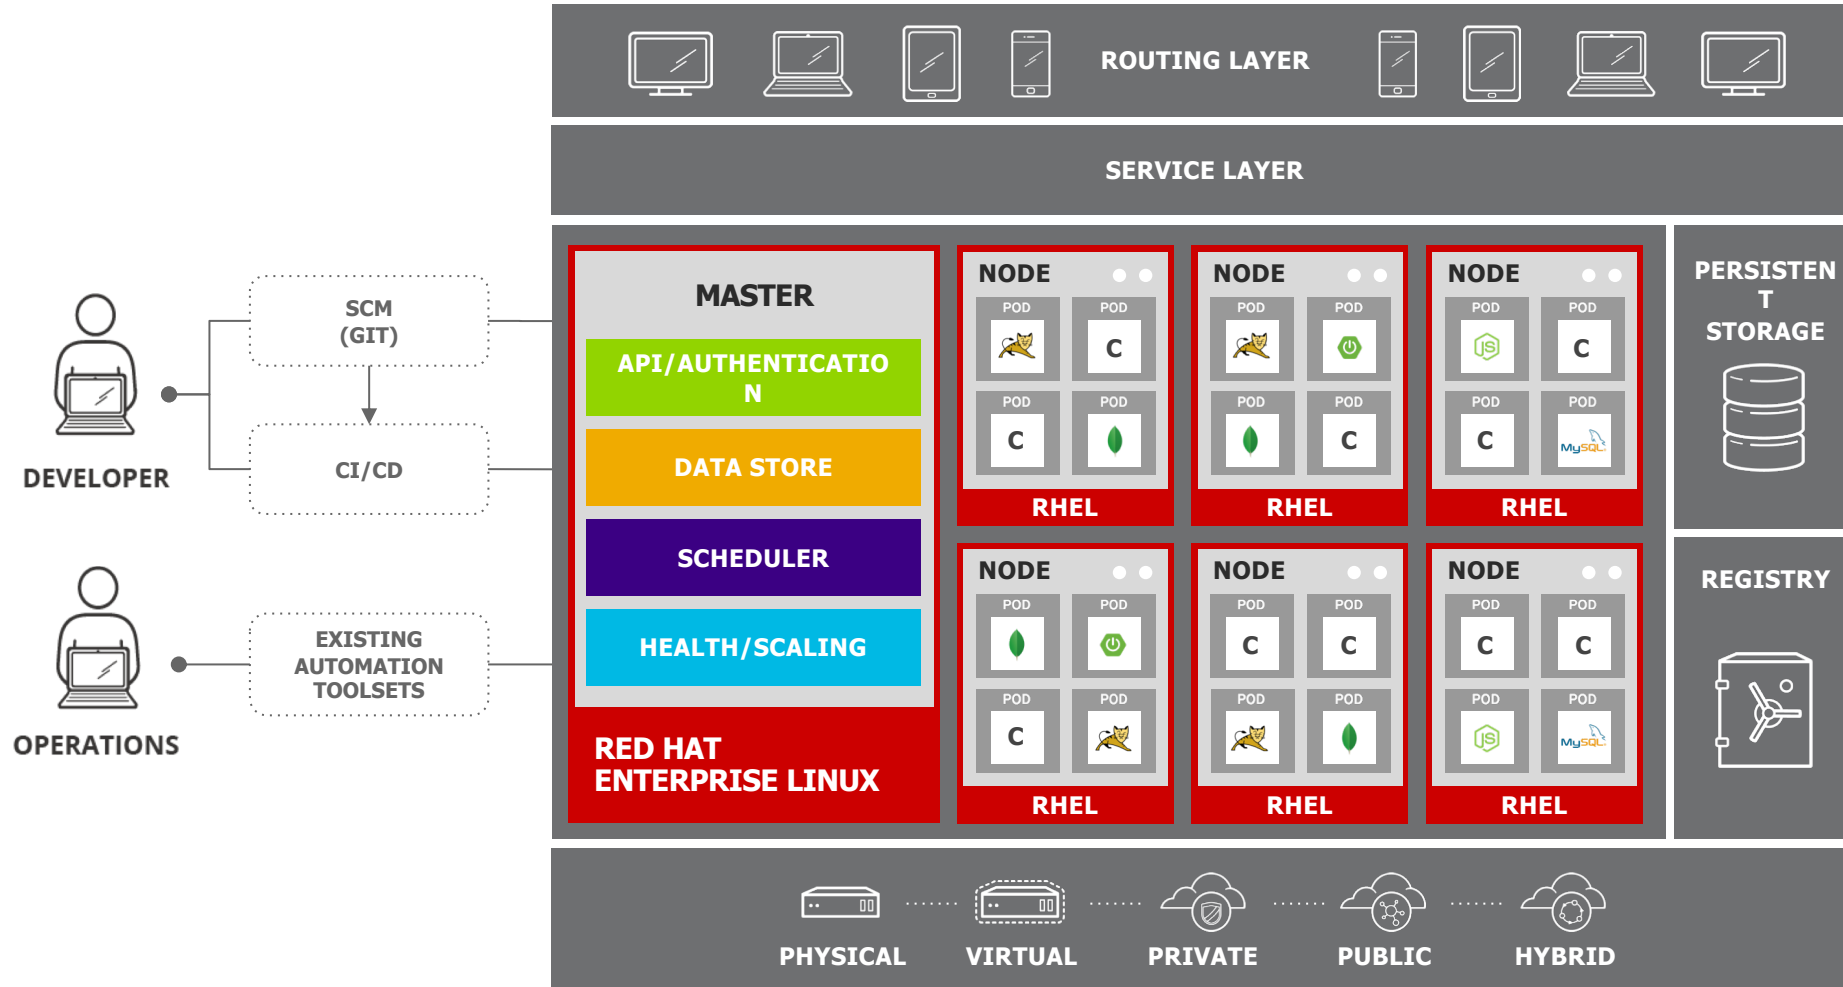 ROUTING LAYER
SERVICE LAYER
DEVELOPER
SCM
(GIT)
CI/CD
OPERATIONS
EXISTING
AUTOMATION
TOOLSETS
MASTER
API/AUTHENTICATIO
N
DATA STORE
SCHEDULER
HEALTH/SCALING
RED HAT
ENTERPRISE LINUX
NODE
POD
POD
C
POD
POD
C
RHEL
NODE
POD
POD
POD
POD
C
RHEL
NODE
POD
POD
JS
C
POD
POD
C
MySQL
RHEL
NODE
POD
POD
POD
POD
C
RHEL
NODE
POD
POD
C
C
POD
POD
RHEL
NODE
POD
POD
C
C
POD
POD
JS
MySQL
RHEL
PERSISTEN
T
STORAGE
REGISTRY
PHYSICAL
VIRTUAL
PRIVATE
PUBLIC
HYBRID